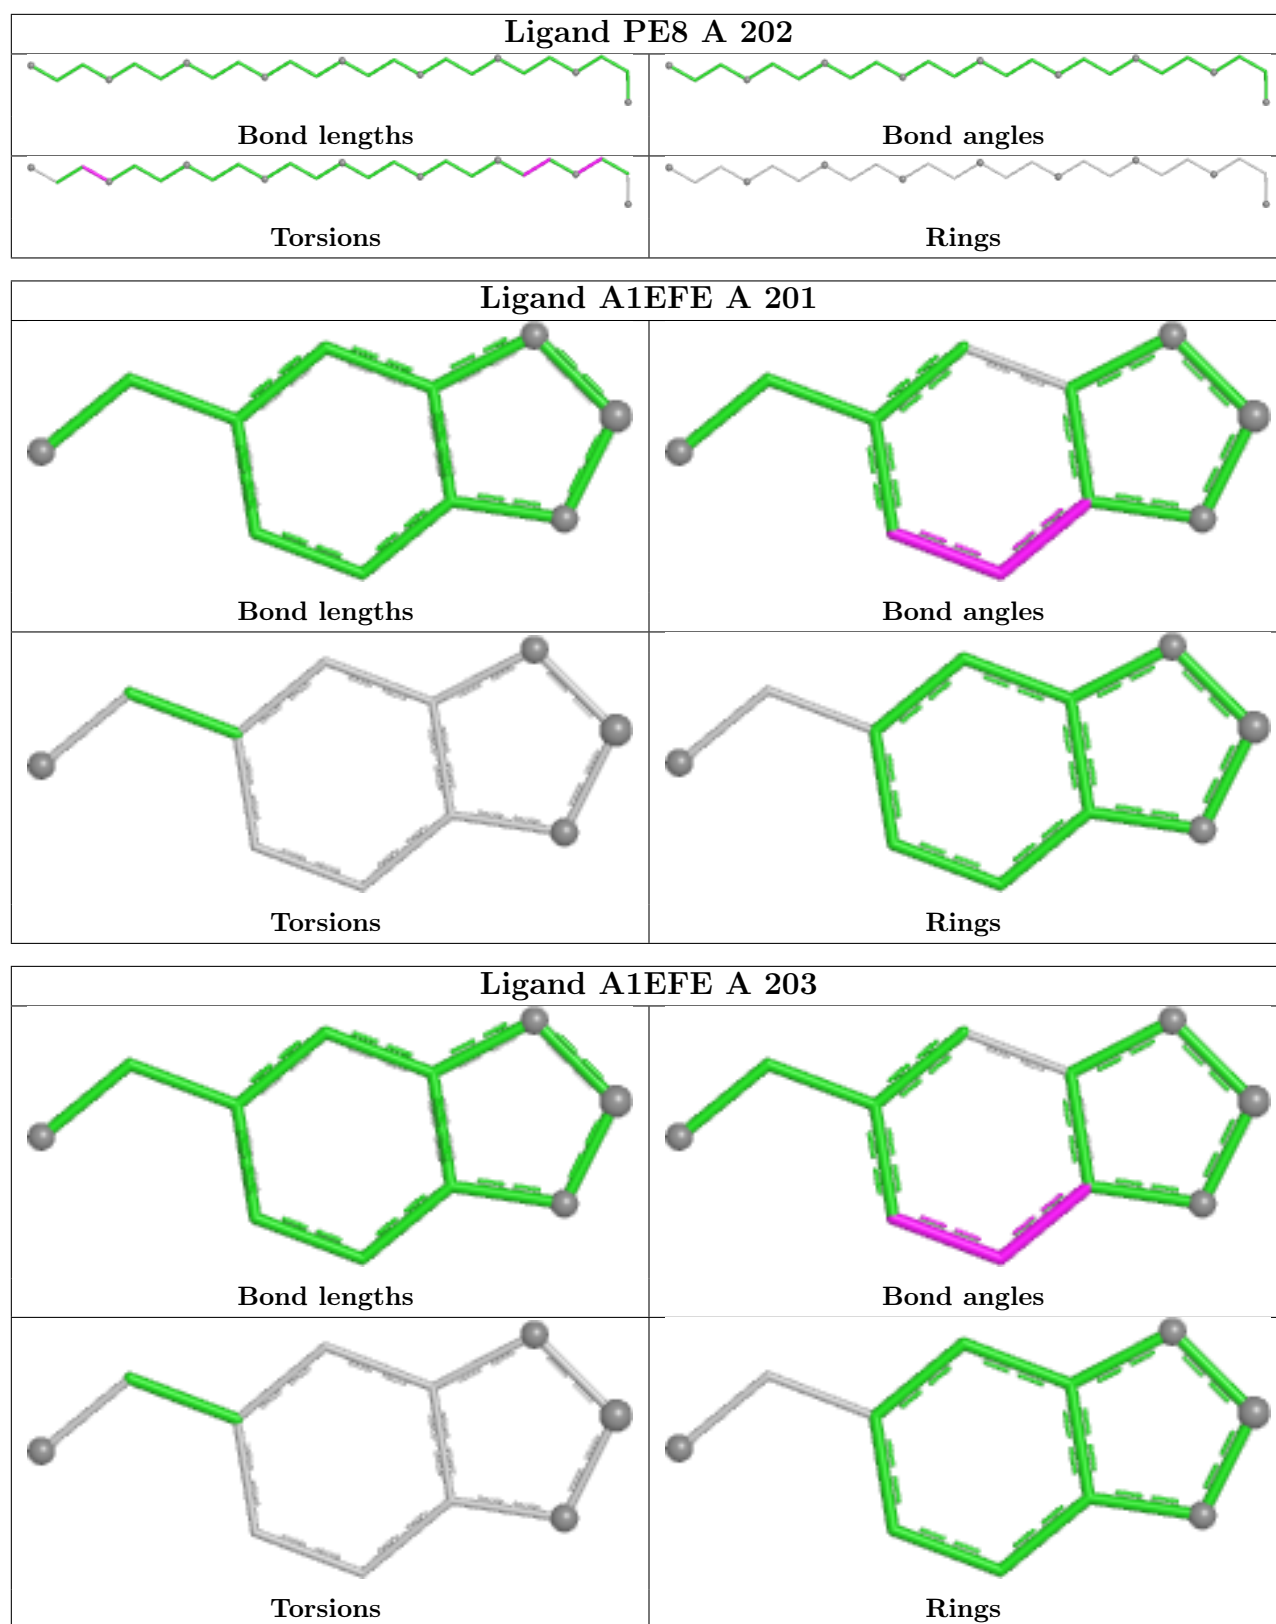 Ligand PE8 A 202
Bond lengths
Bond angles
Torsions
Rings
Ligand A1EFE A 201
Bond lengths
Bond angles
Torsions
Rings
Ligand A1EFE A 203
Bond lengths
Bond angles
Torsions
Rings